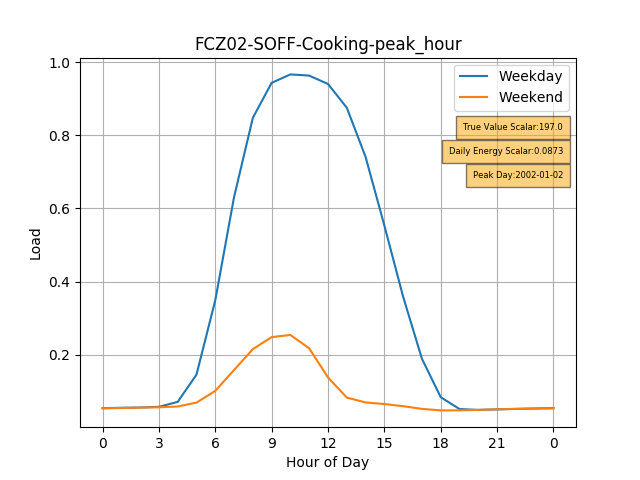 FCZ02-SOFF-Cooking-peak_hour
1.0
0.8
0.6
0.4
0.2
Load
Weekday
Weekend
True Value Scalar:197.0
Daily Energy Scalar:0.0873
Peak Day:2002-01-02
0 3 6 9 12 15 18 21 0
Hour of Day